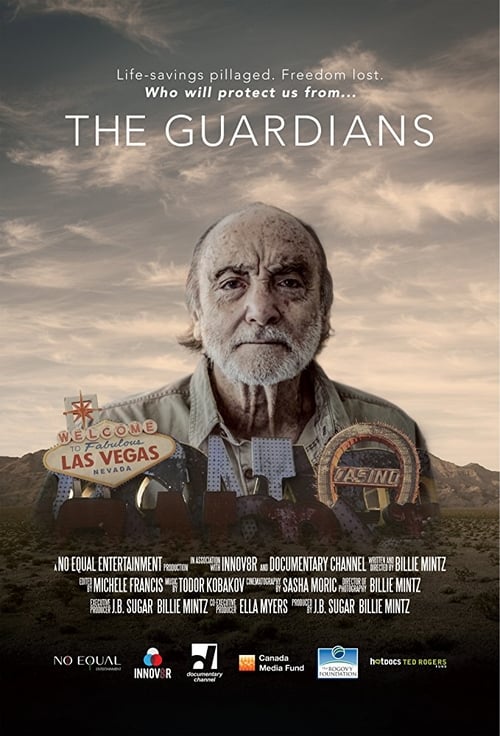 Life-savings pillaged. Freedom lost.
Who will protect us from...
THE GUARDIANS
WELCOME
TO Fabulous
LAS VEGAS
NEVADA
CASINO
A NO EQUAL ENTERTAINMENT PRODUCTION IN ASSOCIATION WITH INNOV8R AND DOCUMENTARY CHANNEL WRITTEN AND DIRECTED BY BILLIE MINTZ
EDITED BY MICHELE FRANCIS MUSIC BY TODOR KOBAKOV CINEMATOGRAPHY BY SASHA MORIC DIRECTOR OF PHOTOGRAPHY BILLIE MINTZ
EXECUTIVE PRODUCER J.B. SUGAR BILLIE MINTZ CO-EXECUTIVE PRODUCER ELLA MYERS PRODUCED BY J.B. SUGAR BILLIE MINTZ
NO EQUAL ENTERTAINMENT
INNOV8R
documentary channel
Canada Media Fund
THE ROGOVY FOUNDATION
hotdocs TED ROGERS FUND